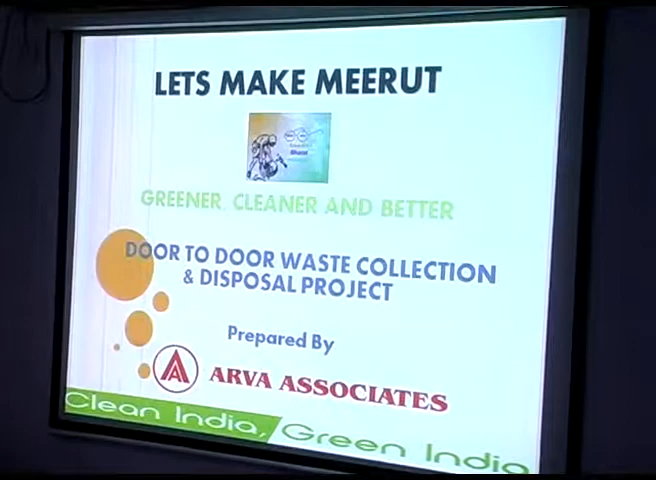 LETS MAKE MEERUT
GREENER, CLEANER AND BETTER
DOOR TO DOOR WASTE COLLECTION
& DISPOSAL PROJECT
Prepared By
ARVA ASSOCIATES
Clean India,
Green India